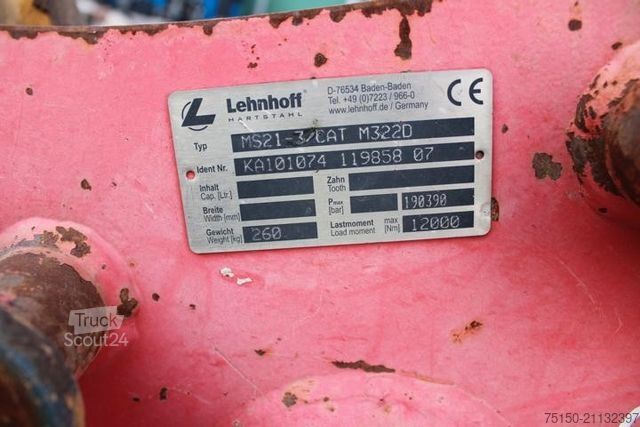 Lehnhoff®
HARTSTAHL
D-76534 Baden-Baden
Tel. +49 (0)7223 / 966-0
www.lehnhoff.de / Germany
CE
Typ MS21-3/CAT M322D
Ident Nr. KA101074 119858 07
Inhalt
Cap. [Ltr.]
Zahn
Tooth
Breite
Width [mm]
Pmax
[bar] 190390
Gewicht
Weight [kg] 260
Lastmoment max
Load moment [Nm] 12000
Truck
Scout24
75150-21132397